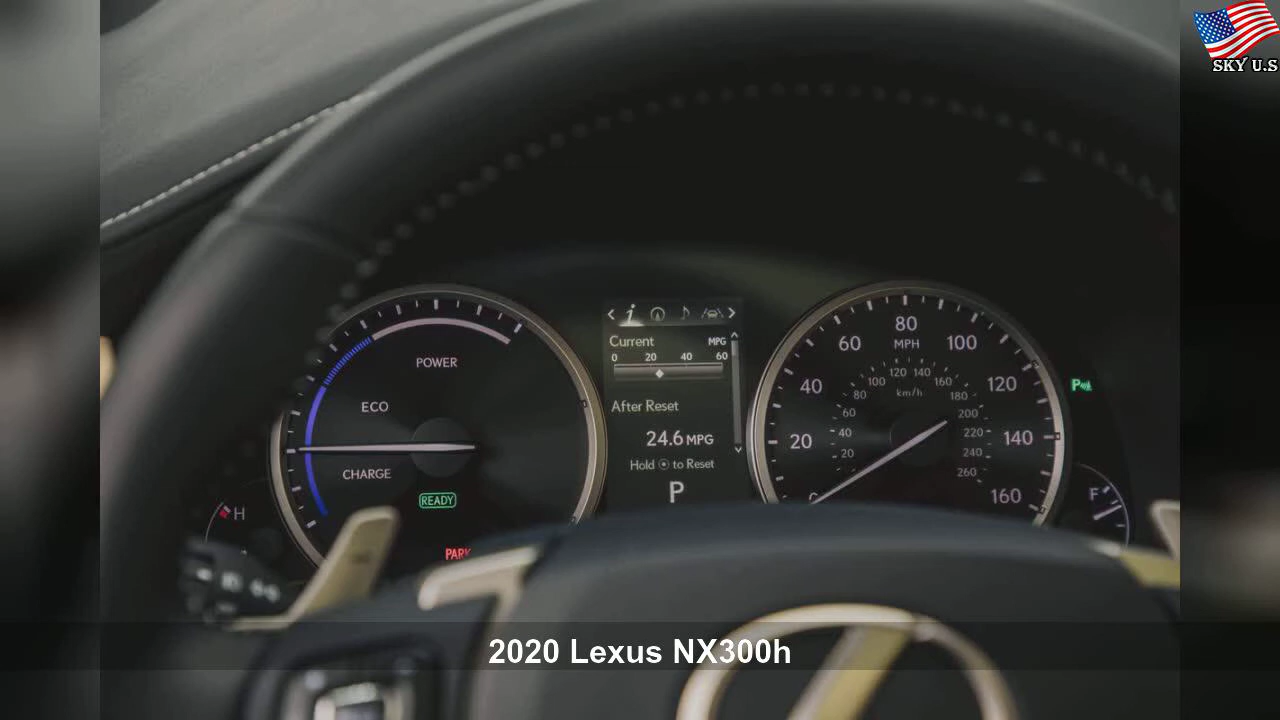 SKY U.S
80
MPH
60
100
40
120
20
140
160
120 140
100
160
km/h
80
180
60
200
40
220
20
240
260
POWER
ECO
CHARGE
READY
PARK
H
Current MPG
0 20 40 60
After Reset
24.6 MPG
Hold to Reset
P
P
F
2020 Lexus NX300h